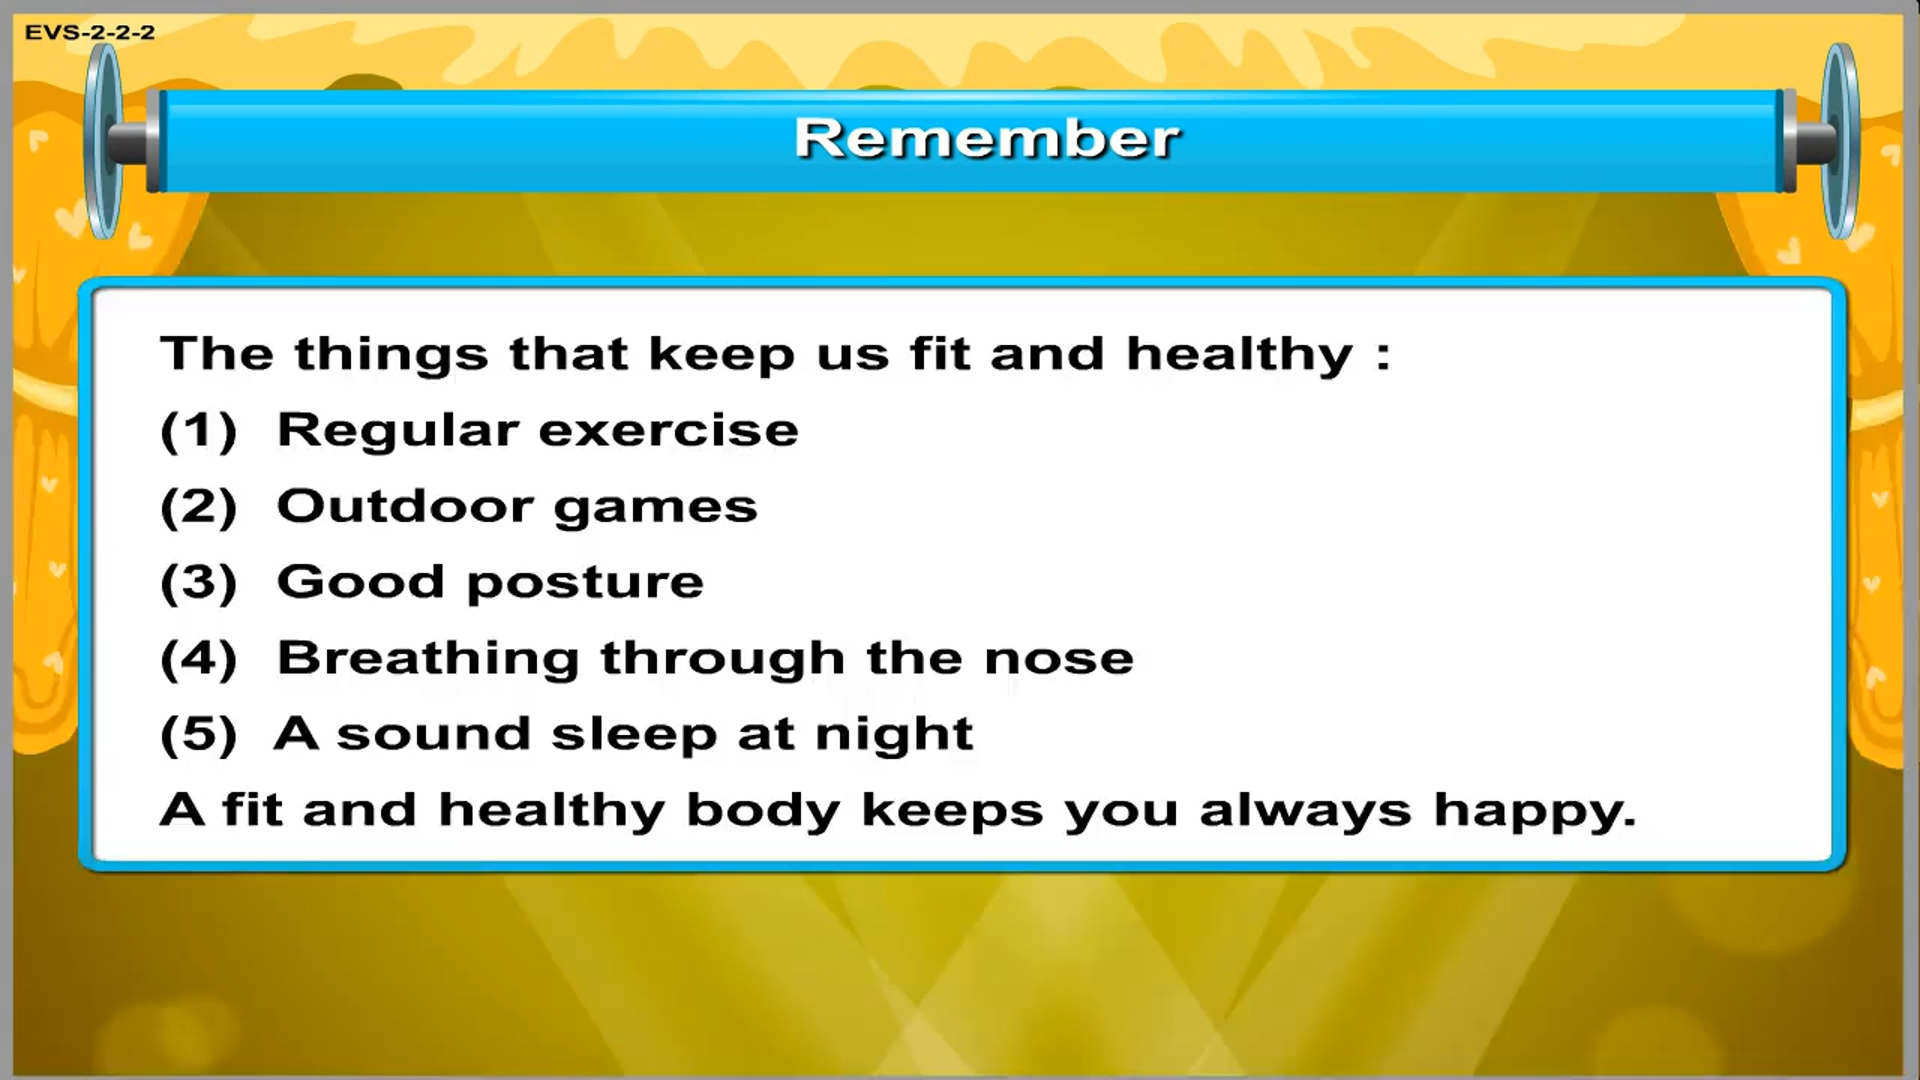 EVS-2-2-2
Remember
The things that keep us fit and healthy :
(1) Regular exercise
(2) Outdoor games
(3) Good posture
(4) Breathing through the nose
(5) A sound sleep at night
A fit and healthy body keeps you always happy.